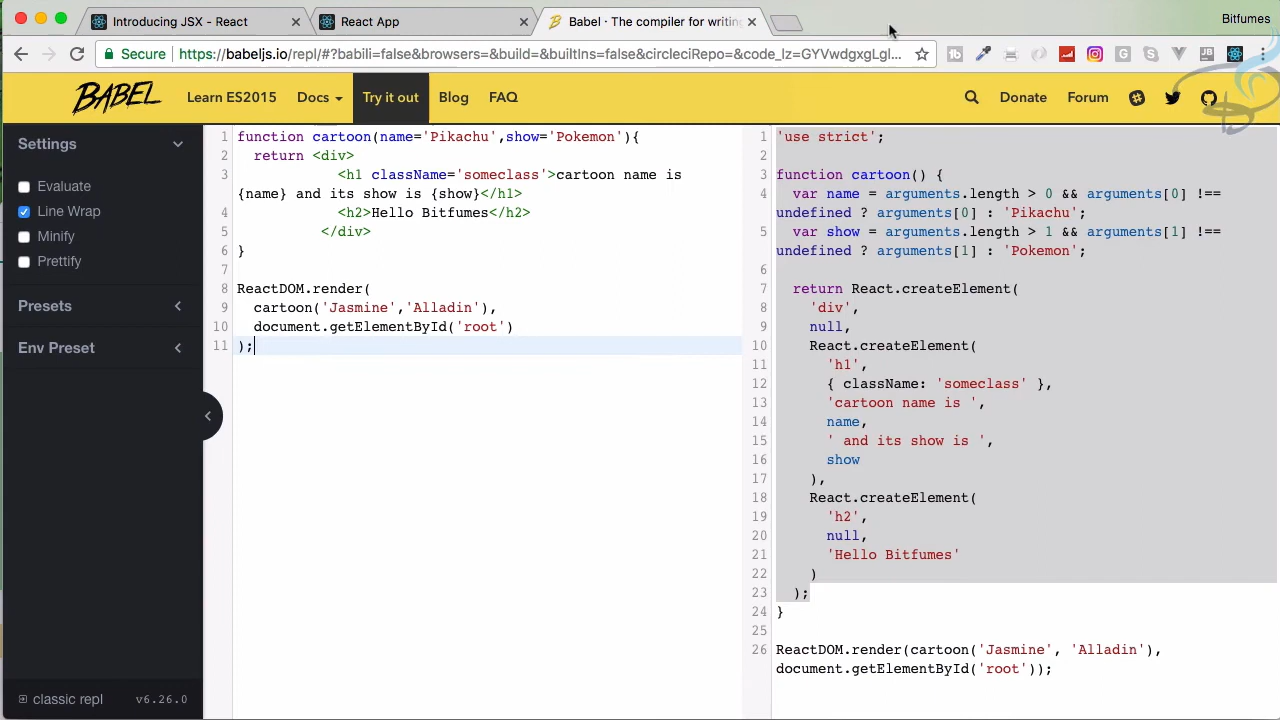 Introducing JSX - React
React App
Babel · The compiler for writing
Bitfumes
Secure
https://babeljs.io/repl/#?babili=false&browsers=&build=&builtIns=false&circleciRepo=&code_lz=GYVwdgxgLgl...
BABEL
Learn ES2015
Docs
Try it out
Blog
FAQ
Donate
Forum
Settings
Evaluate
Line Wrap
Minify
Prettify
Presets
Env Preset
classic repl
v6.26.0
1 function cartoon(name='Pikachu',show='Pokemon'){
2 return <div>
3 <h1 className='someclass'>cartoon name is
{name} and its show is {show}</h1>
4 <h2>Hello Bitfumes</h2>
5 </div>
6 }
7
8 ReactDOM.render(
9 cartoon('Jasmine','Alladin'),
10 document.getElementById('root')
11 );
1 'use strict';
2
3 function cartoon() {
4 var name = arguments.length > 0 && arguments[0] !==
undefined ? arguments[0] : 'Pikachu';
5 var show = arguments.length > 1 && arguments[1] !==
undefined ? arguments[1] : 'Pokemon';
6
7 return React.createElement(
8 'div',
9 null,
10 React.createElement(
11 'h1',
12 { className: 'someclass' },
13 'cartoon name is ',
14 name,
15 ' and its show is ',
16 show
17 ),
18 React.createElement(
19 'h2',
20 null,
21 'Hello Bitfumes'
22 )
23 );
24 }
25
26 ReactDOM.render(cartoon('Jasmine', 'Alladin'),
document.getElementById('root'));